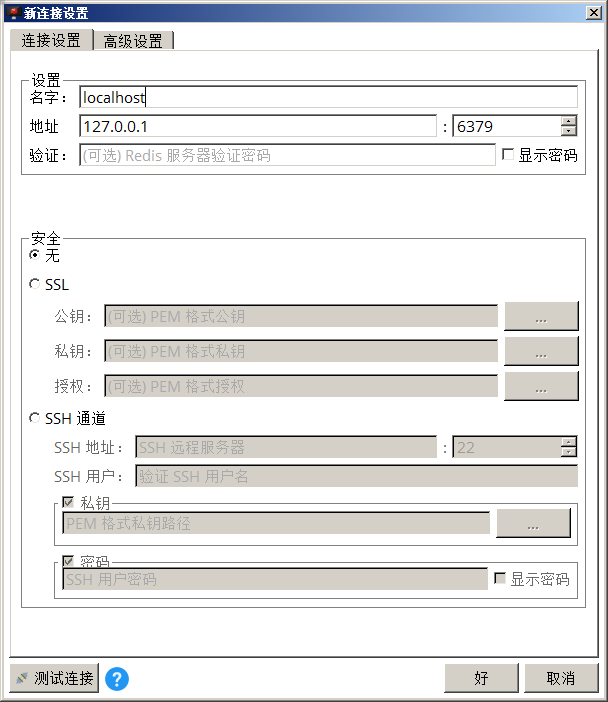 新连接设置
连接设置 高级设置
设置
名字： localhost
地址 127.0.0.1 : 6379
验证： (可选) Redis 服务器验证密码 显示密码
安全
无
SSL
公钥： (可选) PEM 格式公钥 ...
私钥： (可选) PEM 格式私钥 ...
授权： (可选) PEM 格式授权 ...
SSH 通道
SSH 地址： SSH 远程服务器 : 22
SSH 用户： 验证 SSH 用户名
私钥
PEM 格式私钥路径 ...
密码
SSH 用户密码 显示密码
测试连接 ? 好 取消